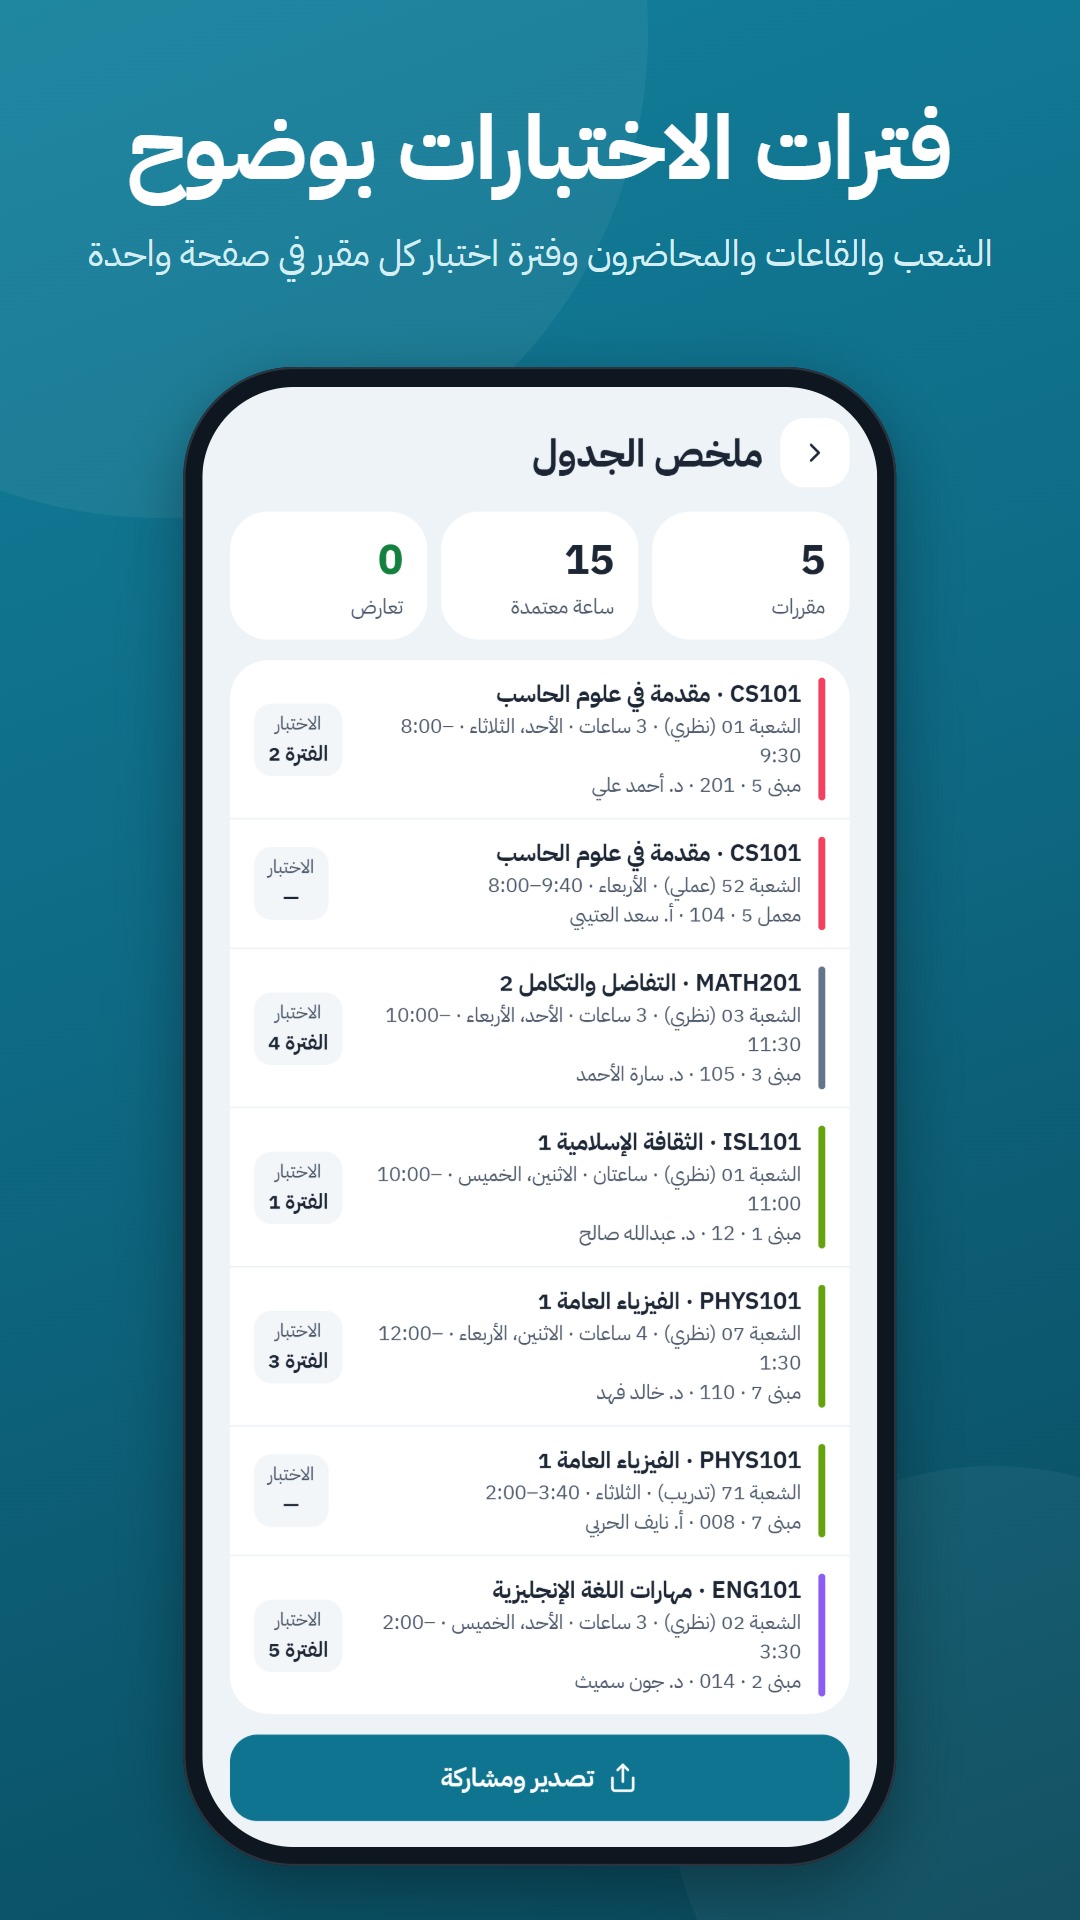 فترات الاختبارات بوضوح
الشعب والقاعات والمحاضرون وفترة اختبار كل مقرر في صفحة واحدة
ملخص الجدول
5
مقررات
15
ساعة معتمدة
0
تعارض
CS101 · مقدمة في علوم الحاسب
الشعبة 01 (نظري) · 3 ساعات · الأحد، الثلاثاء · 8:00–
9:30
مبنى 5 · 201 · د. أحمد علي
الاختبار
الفترة 2
CS101 · مقدمة في علوم الحاسب
الشعبة 52 (عملي) · الأربعاء · 8:00–9:40
معمل 5 · 104 · أ. سعد العتيبي
الاختبار
—
MATH201 · التفاضل والتكامل 2
الشعبة 03 (نظري) · 3 ساعات · الأحد، الأربعاء · 10:00–
11:30
مبنى 3 · 105 · د. سارة الأحمد
الاختبار
الفترة 4
ISL101 · الثقافة الإسلامية 1
الشعبة 01 (نظري) · ساعتان · الاثنين، الخميس · 10:00–
11:00
مبنى 1 · 12 · د. عبدالله صالح
الاختبار
الفترة 1
PHYS101 · الفيزياء العامة 1
الشعبة 07 (نظري) · 4 ساعات · الاثنين، الأربعاء · 12:00–
1:30
مبنى 7 · 110 · د. خالد فهد
الاختبار
الفترة 3
PHYS101 · الفيزياء العامة 1
الشعبة 71 (تدريب) · الثلاثاء · 2:00–3:40
مبنى 7 · 008 · أ. نايف الحربي
الاختبار
—
ENG101 · مهارات اللغة الإنجليزية
الشعبة 02 (نظري) · 3 ساعات · الأحد، الخميس · 2:00–
3:30
مبنى 2 · 014 · د. جون سميث
الاختبار
الفترة 5
تصدير ومشاركة